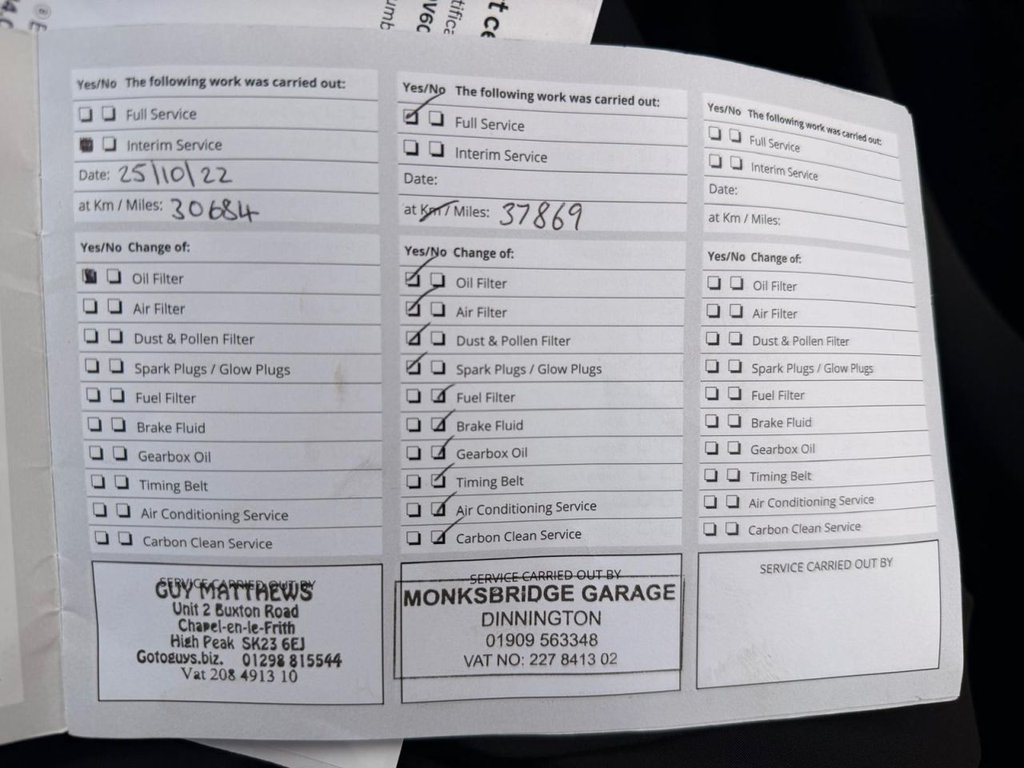 t ce
tifica
V6C
umb
Yes/No The following work was carried out:
Full Service
Interim Service
Date: 25/10/22
at Km / Miles: 30684
Yes/No Change of:
Oil Filter
Air Filter
Dust & Pollen Filter
Spark Plugs / Glow Plugs
Fuel Filter
Brake Fluid
Gearbox Oil
Timing Belt
Air Conditioning Service
Carbon Clean Service
SERVICE CARRIED OUT BY
GUY MATTHEWS
Unit 2 Buxton Road
Chapel-en-le-Frith
High Peak SK23 6EJ
Gotoguys.biz. 01298 815544
Vat 208 4913 10
Yes/No The following work was carried out:
Full Service
Interim Service
Date:
at Km / Miles: 37869
Yes/No Change of:
Oil Filter
Air Filter
Dust & Pollen Filter
Spark Plugs / Glow Plugs
Fuel Filter
Brake Fluid
Gearbox Oil
Timing Belt
Air Conditioning Service
Carbon Clean Service
SERVICE CARRIED OUT BY
MONKSBRIDGE GARAGE
DINNINGTON
01909 563348
VAT NO: 227 8413 02
Yes/No The following work was carried out:
Full Service
Interim Service
Date:
at Km / Miles:
Yes/No Change of:
Oil Filter
Air Filter
Dust & Pollen Filter
Spark Plugs / Glow Plugs
Fuel Filter
Brake Fluid
Gearbox Oil
Timing Belt
Air Conditioning Service
Carbon Clean Service
SERVICE CARRIED OUT BY